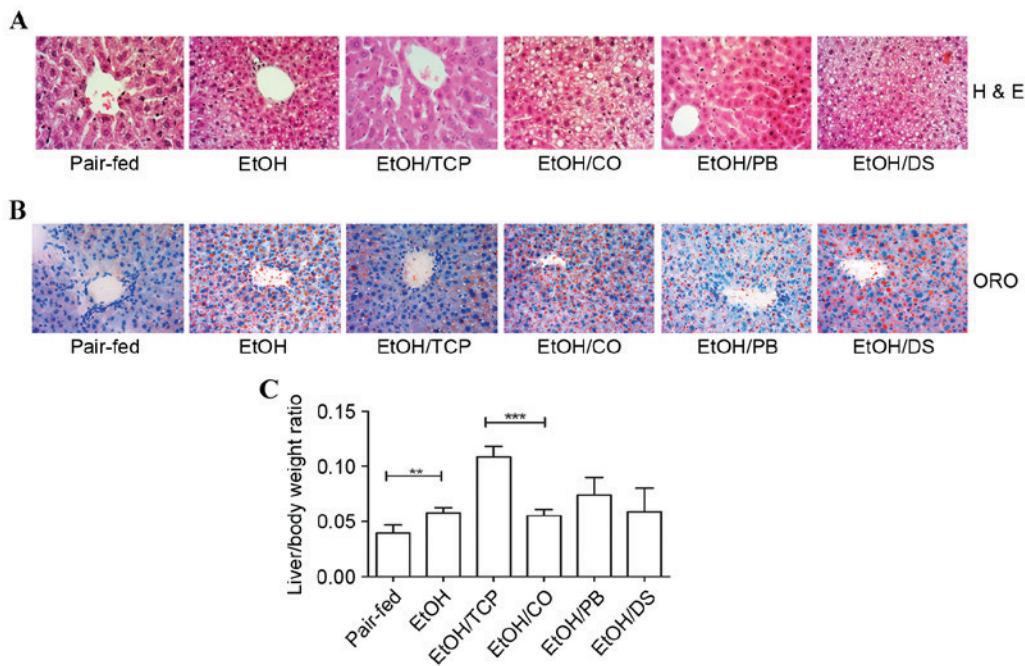 A
H & E
Pair-fed EtOH EtOH/TCP EtOH/CO EtOH/PB EtOH/DS
B
ORO
Pair-fed EtOH EtOH/TCP EtOH/CO EtOH/PB EtOH/DS
C
Liver/body weight ratio
0.15
***
0.10
**
0.05
0.00
Pair-fed EtOH EtOH/TCP EtOH/CO EtOH/PB EtOH/DS